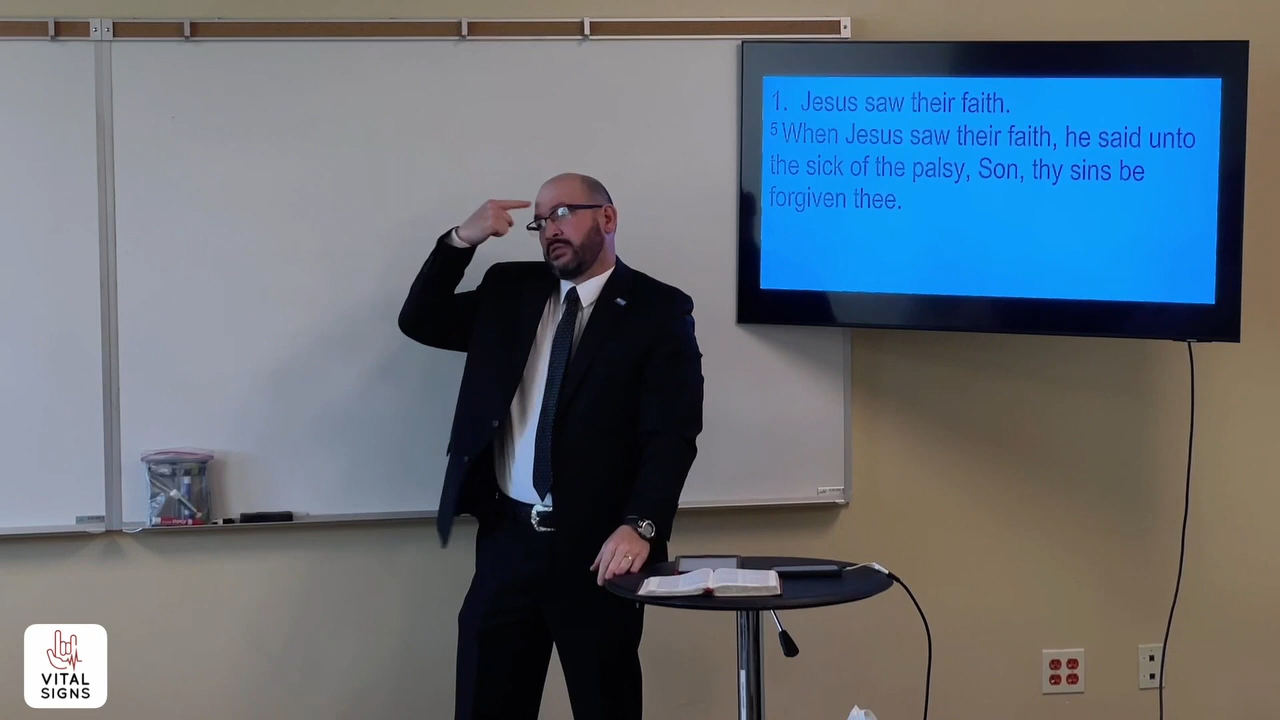 1. Jesus saw their faith.
5 When Jesus saw their faith, he said unto
the sick of the palsy, Son, thy sins be
forgiven thee.
VITAL
SIGNS